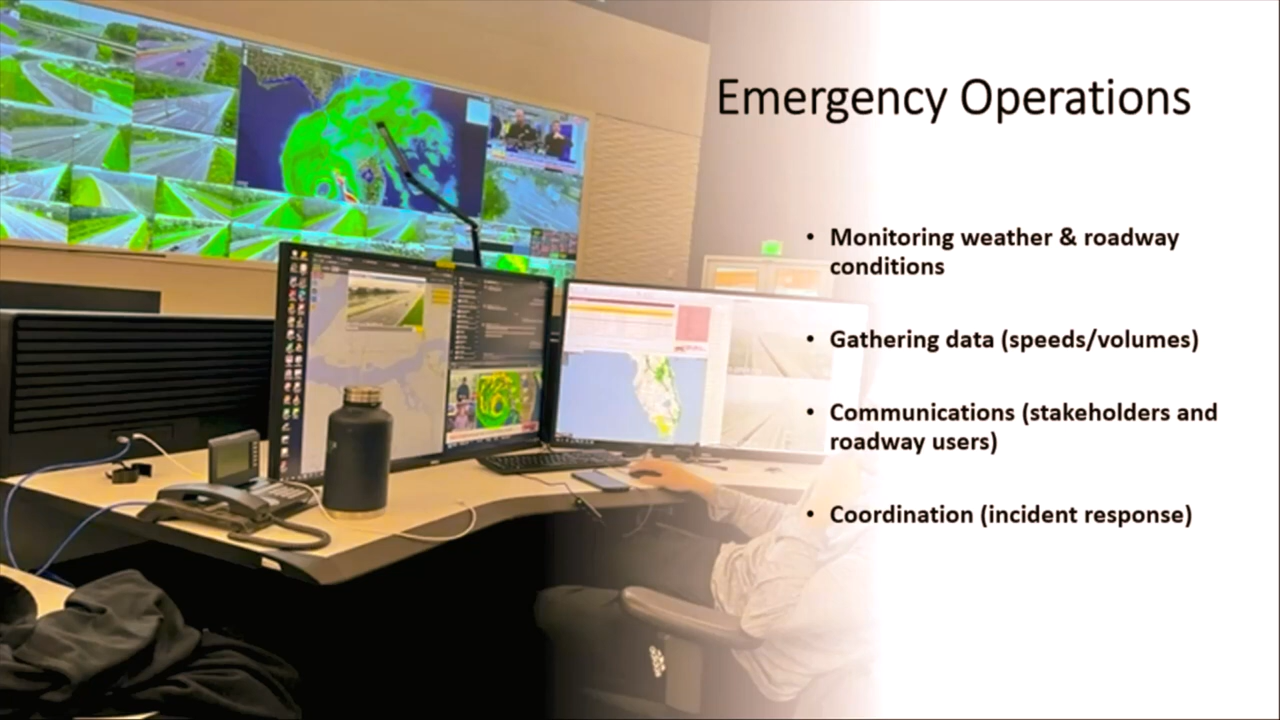 Emergency Operations
• Monitoring weather & roadway
conditions
• Gathering data (speeds/volumes)
• Communications (stakeholders and
roadway users)
• Coordination (incident response)